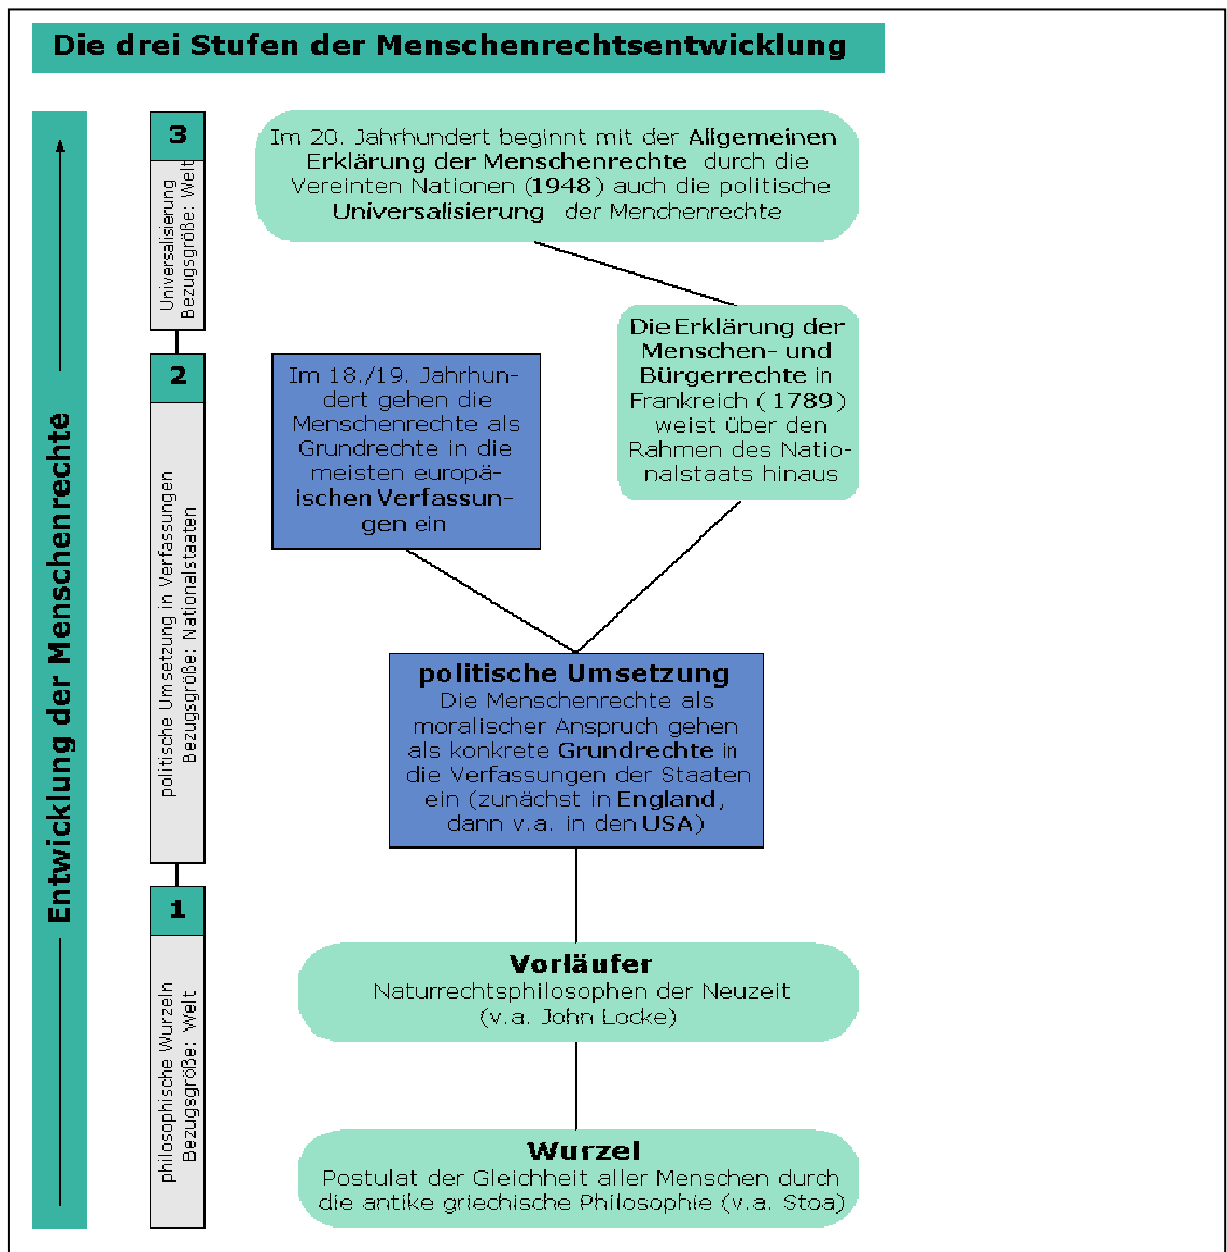 Die drei Stufen der Menschenrechtsentwicklung
Entwicklung der Menschenrechte
3
Universalisierung
Bezugsgröße: Welt
Im 20. Jahrhundert beginnt mit der Allgemeinen
Erklärung der Menschenrechte durch die
Vereinten Nationen (1948) auch die politische
Universalisierung der Menchenrechte
2
politische Umsetzung in Verfassungen
Bezugsgröße: Nationalstaaten
Im 18./19. Jahrhun-
dert gehen die
Menschenrechte als
Grundrechte in die
meisten europä-
ischen Verfassun-
gen ein
Die Erklärung der
Menschen- und
Bürgerrechte in
Frankreich (1789)
weist über den
Rahmen des Natio-
nalstaats hinaus
politische Umsetzung
Die Menschenrechte als
moralischer Anspruch gehen
als konkrete Grundrechte in
die Verfassungen der Staaten
ein (zunächst in England,
dann v.a. in den USA)
1
philosophische Wurzeln
Bezugsgröße: Welt
Vorläufer
Naturrechtsphilosophen der Neuzeit
(v.a. John Locke)
Wurzel
Postulat der Gleichheit aller Menschen durch
die antike griechische Philosophie (v.a. Stoa)